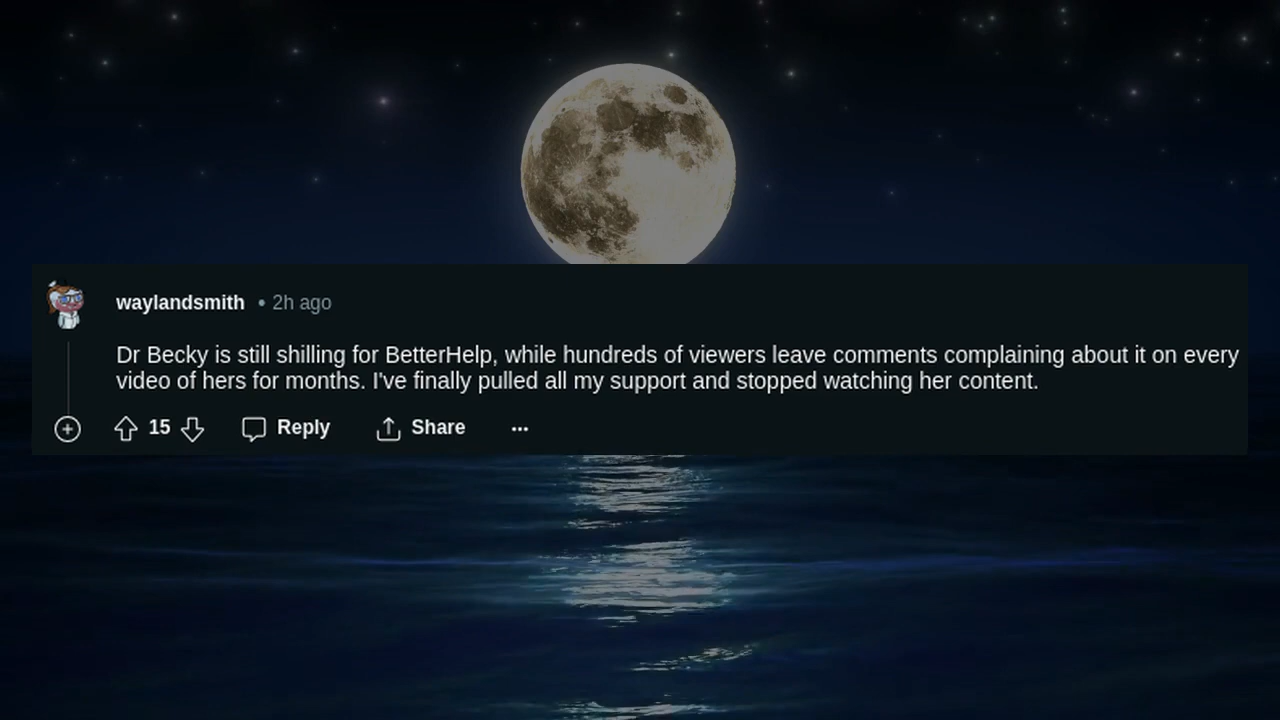 waylandsmith • 2h ago
Dr Becky is still shilling for BetterHelp, while hundreds of viewers leave comments complaining about it on every
video of hers for months. I've finally pulled all my support and stopped watching her content.
15 Reply Share ...